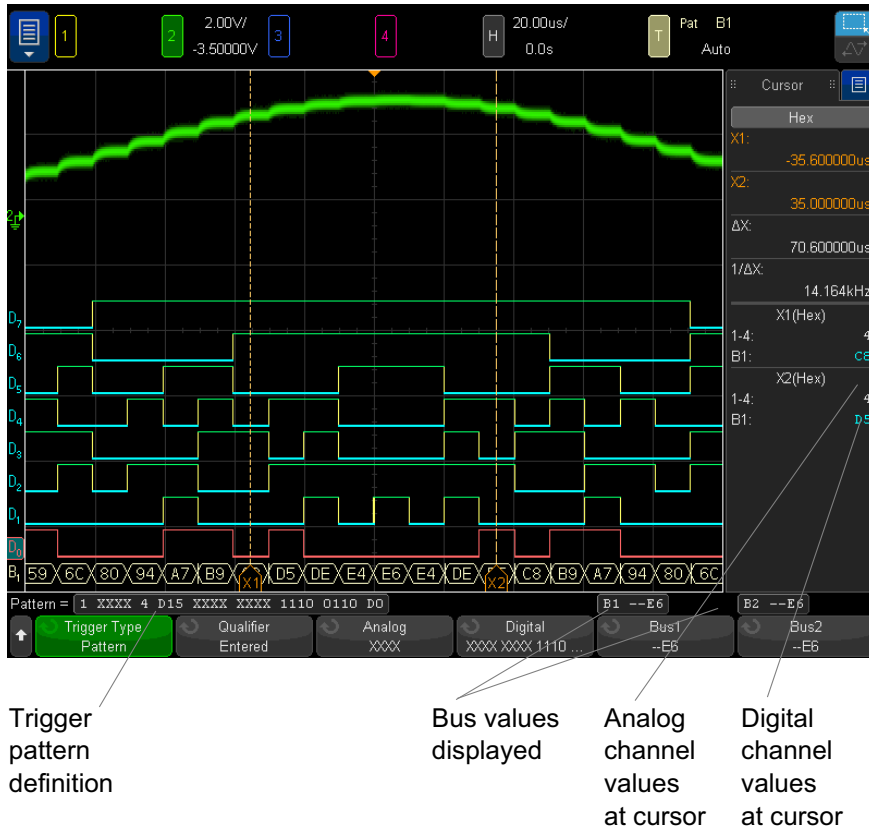 1 2 2.00V/ 3 4 H 20.00us/ T Pat B1
-3.50000V 0.0s Auto
Cursor
Hex
X1:
-35.600000us
X2:
35.000000us
ΔX:
70.600000us
1/ΔX:
14.164kHz
X1(Hex)
1-4: 4
B1: C8
X2(Hex)
1-4: 4
B1: D5
2
D7
D6
D5
D4
D3
D2
D1
D0
B1 59 6C 80 94 A7 B9 X1 D5 DE E4 E6 E4 DE X2 C8 B9 A7 94 80 6C
Pattern = 1 XXXX 4 D15 XXXX XXXX 1110 0110 D0 B1 --E6 B2 --E6
Trigger Type Qualifier Analog Digital Bus1 Bus2
Pattern Entered XXXX XXXX XXXX 1110 ... --E6 --E6
Trigger
pattern
definition
Bus values
displayed
Analog
channel
values
at cursor
Digital
channel
values
at cursor